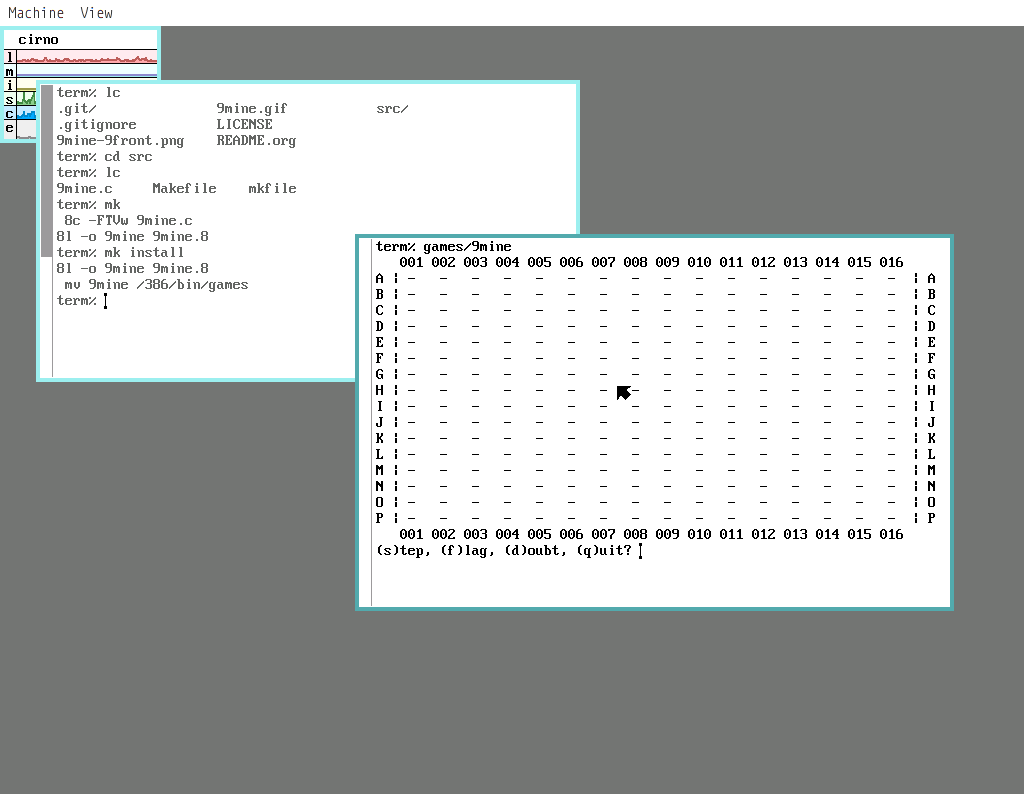 Machine View
cirno
l
m
i
s
c
e
term% lc
.git/ 9mine.gif src/
.gitignore LICENSE
9mine-9front.png README.org
term% cd src
term% lc
9mine.c Makefile mkfile
term% mk
8c -FTVw 9mine.c
8l -o 9mine 9mine.8
term% mk install
8l -o 9mine 9mine.8
mv 9mine /386/bin/games
term%
term% games/9mine
001 002 003 004 005 006 007 008 009 010 011 012 013 014 015 016
A ¦ - - - - - - - - - - - - - - - - ¦ A
B ¦ - - - - - - - - - - - - - - - - ¦ B
C ¦ - - - - - - - - - - - - - - - - ¦ C
D ¦ - - - - - - - - - - - - - - - - ¦ D
E ¦ - - - - - - - - - - - - - - - - ¦ E
F ¦ - - - - - - - - - - - - - - - - ¦ F
G ¦ - - - - - - - - - - - - - - - - ¦ G
H ¦ - - - - - - - - - - - - - - - - ¦ H
I ¦ - - - - - - - - - - - - - - - - ¦ I
J ¦ - - - - - - - - - - - - - - - - ¦ J
K ¦ - - - - - - - - - - - - - - - - ¦ K
L ¦ - - - - - - - - - - - - - - - - ¦ L
M ¦ - - - - - - - - - - - - - - - - ¦ M
N ¦ - - - - - - - - - - - - - - - - ¦ N
O ¦ - - - - - - - - - - - - - - - - ¦ O
P ¦ - - - - - - - - - - - - - - - - ¦ P
001 002 003 004 005 006 007 008 009 010 011 012 013 014 015 016
(s)tep, (f)lag, (d)oubt, (q)uit?